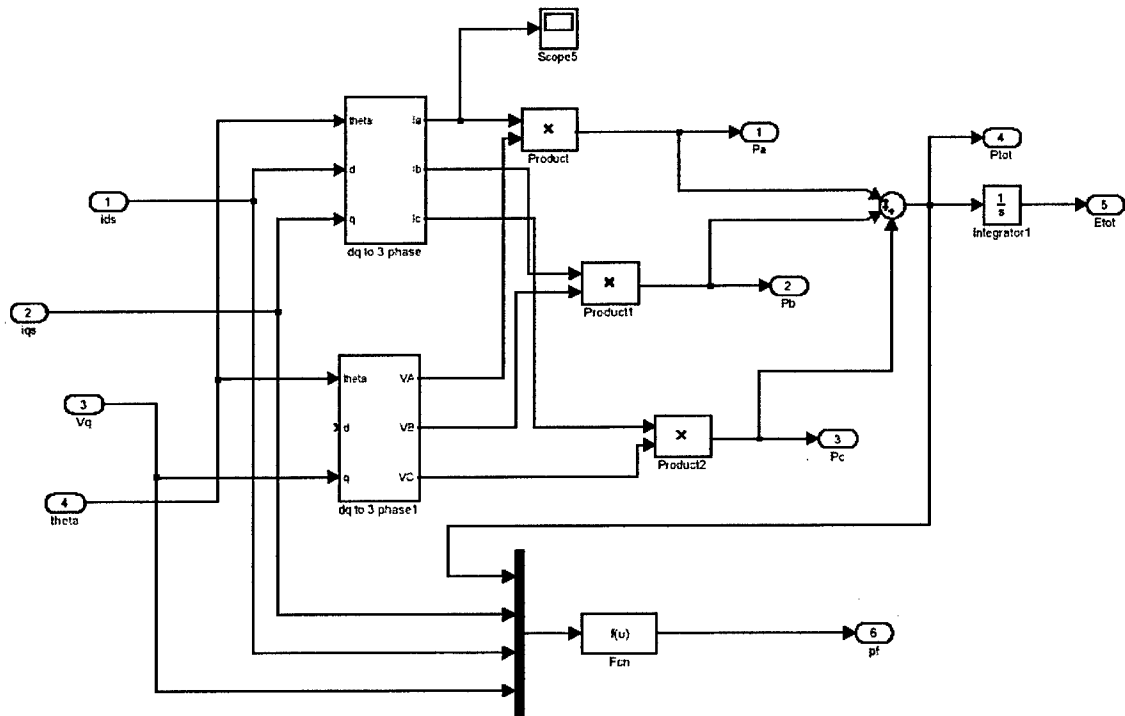 Scope5
theta
Ia
d
Ib
q
Ic
dq to 3 phase
×
Product
1
Pa
4
Ptot
1
ids
1
s
Integrator1
5
Etot
×
Product1
2
Pb
2
iqs
theta
VA
d
VB
q
VC
dq to 3 phase1
3
Vq
×
Product2
3
Pc
4
theta
f(u)
Fcn
6
pf